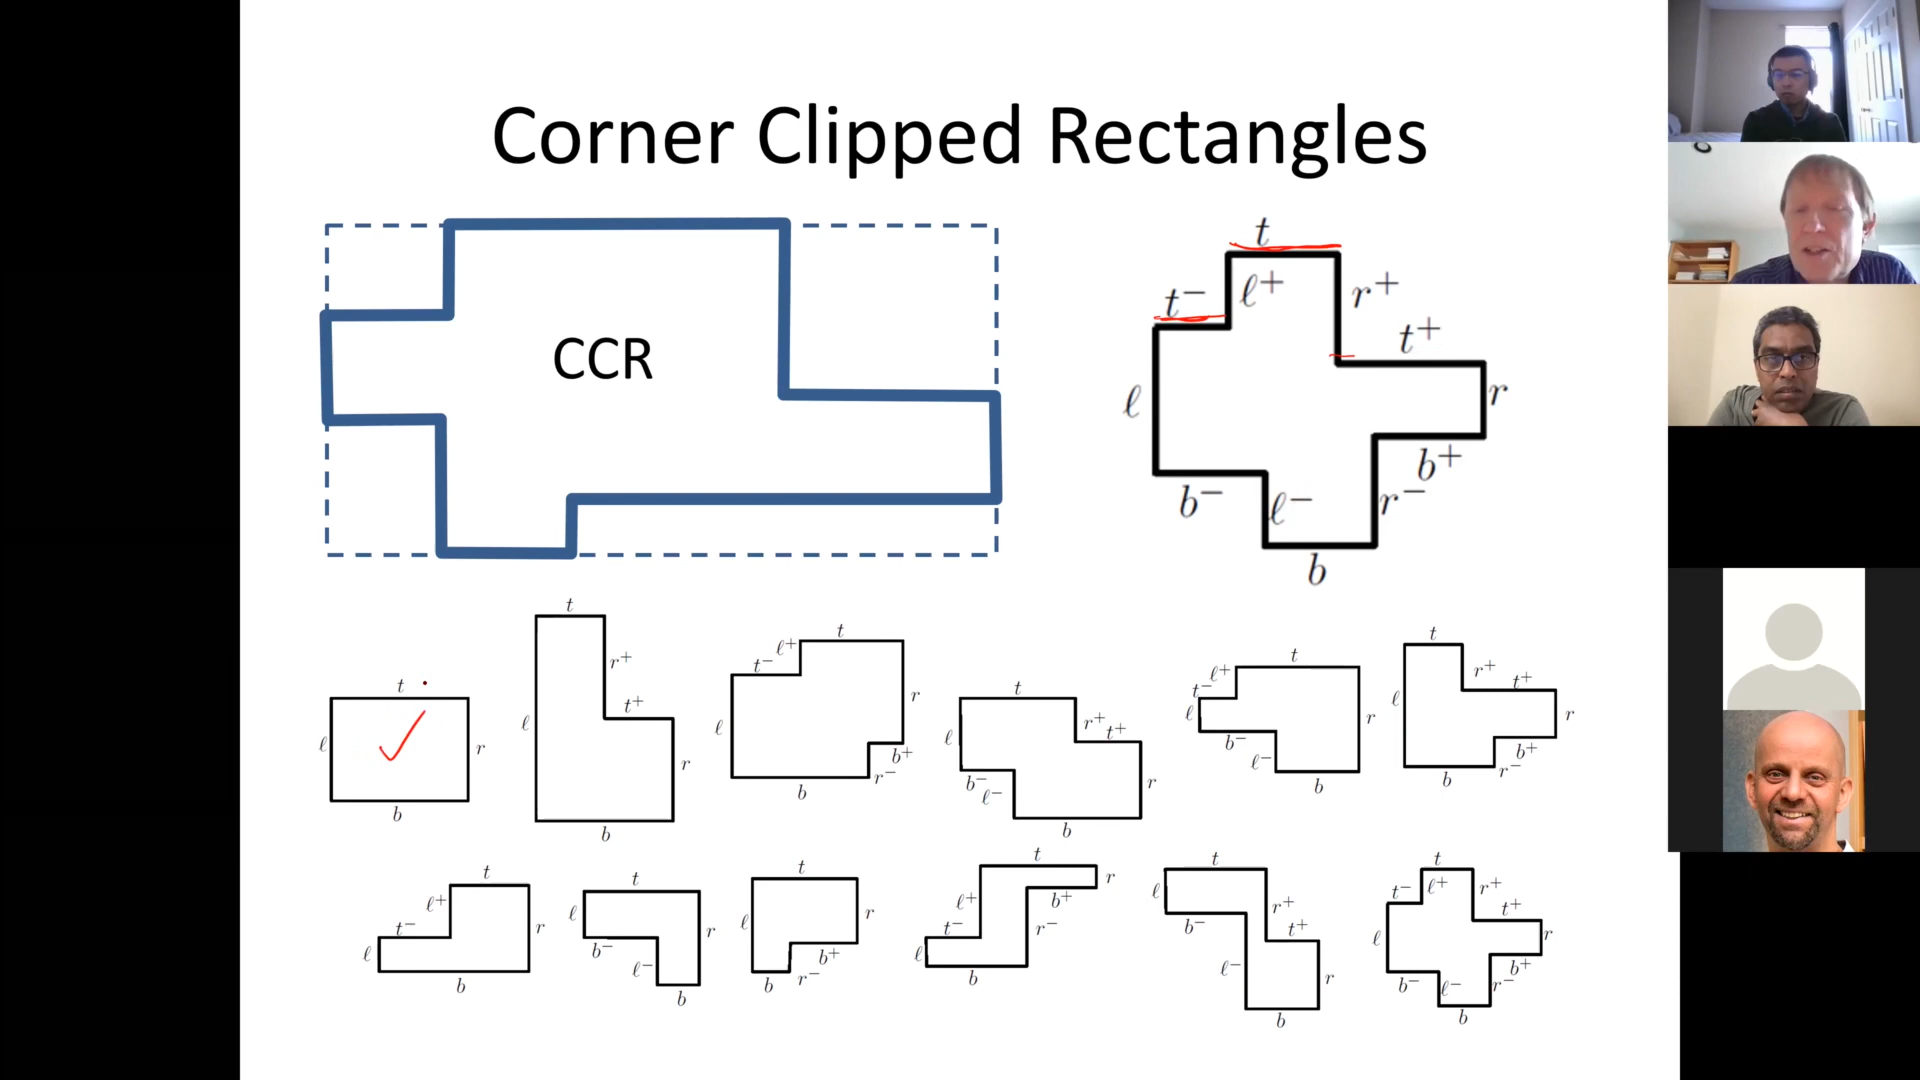 Corner Clipped Rectangles
CCR
t
t⁻ ℓ⁺ r⁺
t⁺
ℓ r
b⁻ ℓ⁻ r⁻ b⁺
b
t
ℓ r
b
t
r⁺
t⁺
ℓ r
b
t
ℓ⁺
t⁻
ℓ r
b⁺
r⁻
b
t
r⁺ t⁺
ℓ
b⁻
ℓ⁻
r
b
t
ℓ⁺
t⁻
ℓ r
b⁻
ℓ⁻
b
t
r⁺ t⁺
ℓ r
b⁺
r⁻
b
t
ℓ⁺
t⁻
ℓ r
b
t
ℓ r
b⁻
ℓ⁻
b
t
ℓ r
b⁺
r⁻
b
t
r
ℓ⁺ b⁺
t⁻ r⁻
ℓ
b
t
ℓ
r⁺
b⁻ t⁺
ℓ⁻ r
b
t
t⁻ ℓ⁺ r⁺
t⁺
ℓ r
b⁻ ℓ⁻ r⁻ b⁺
b